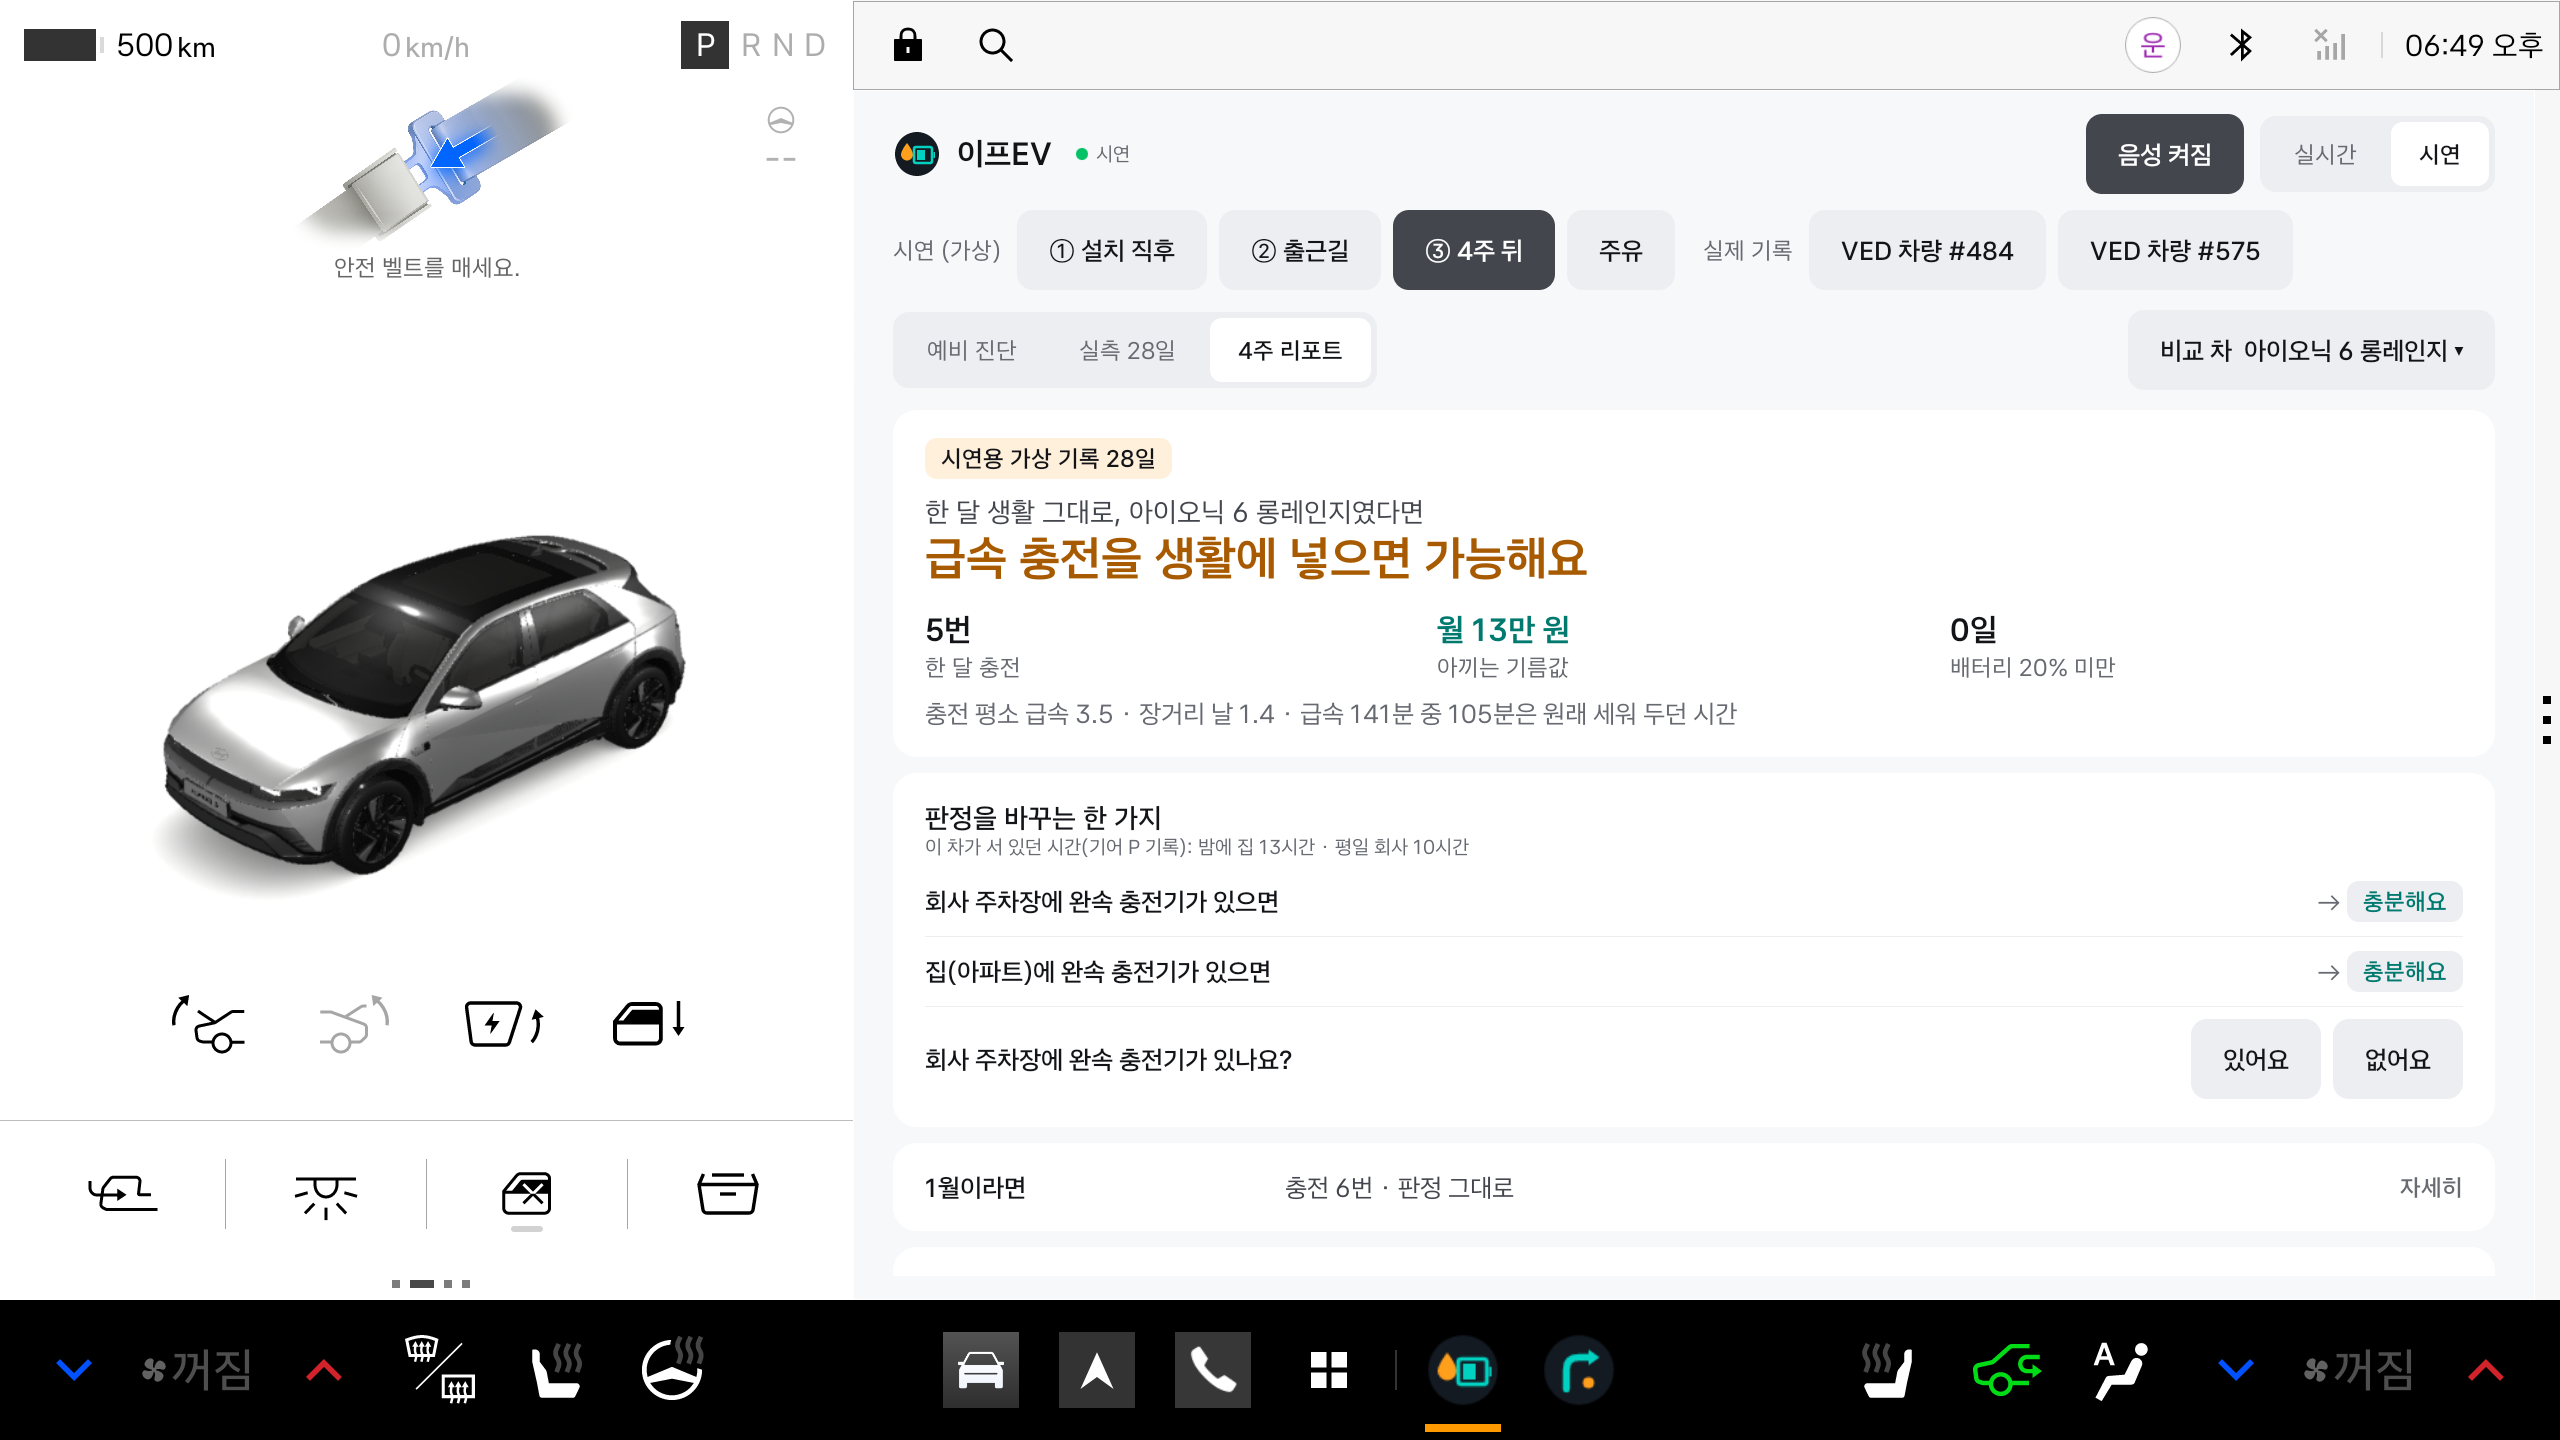 500 km
0 km/h
P R N D
안전 벨트를 매세요.
운
06:49 오후
이프EV
시연
음성 켜짐
실시간
시연
시연 (가상)
① 설치 직후
② 출근길
③ 4주 뒤
주유
실제 기록
VED 차량 #484
VED 차량 #575
예비 진단
실측 28일
4주 리포트
비교 차 아이오닉 6 롱레인지 ▾
시연용 가상 기록 28일
한 달 생활 그대로, 아이오닉 6 롱레인지였다면
급속 충전을 생활에 넣으면 가능해요
5번
월 13만 원
0일
한 달 충전
아끼는 기름값
배터리 20% 미만
충전 평소 급속 3.5 · 장거리 날 1.4 · 급속 141분 중 105분은 원래 세워 두던 시간
판정을 바꾸는 한 가지
이 차가 서 있던 시간(기어 P 기록): 밤에 집 13시간 · 평일 회사 10시간
회사 주차장에 완속 충전기가 있으면
→ 충분해요
집(아파트)에 완속 충전기가 있으면
→ 충분해요
회사 주차장에 완속 충전기가 있나요?
있어요
없어요
1월이라면
충전 6번 · 판정 그대로
자세히
꺼짐
A
꺼짐